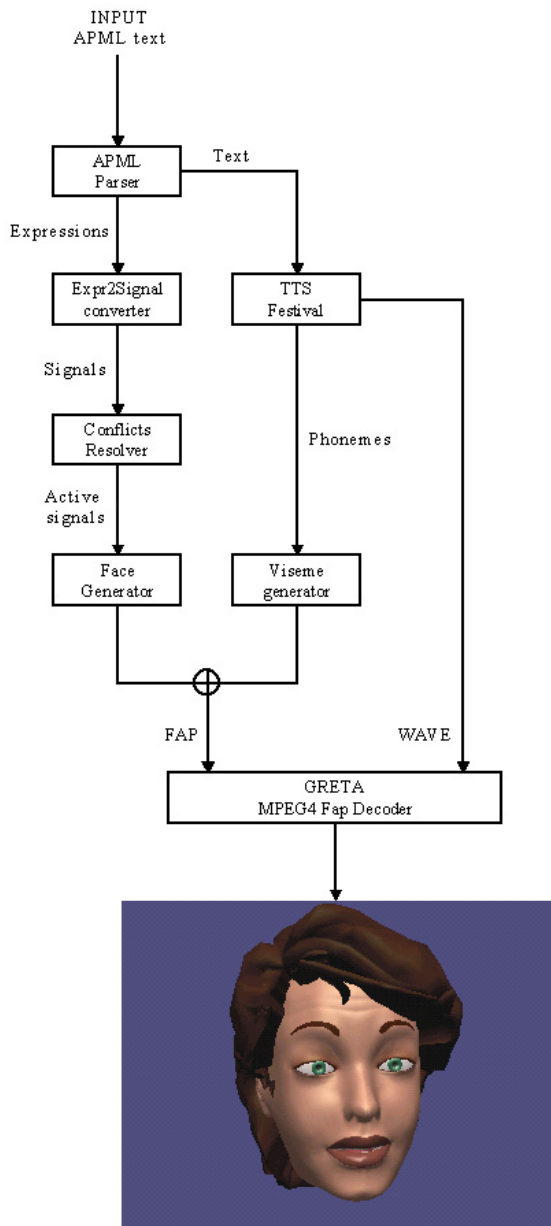 INPUT
APML text
APML
Parser
Text
Expressions
Expr2Signal
converter
TTS
Festival
Signals
Conflicts
Resolver
Phonemes
Active
signals
Face
Generator
Viseme
generator
FAP
WAVE
GRETA
MPEG4 Fap Decoder